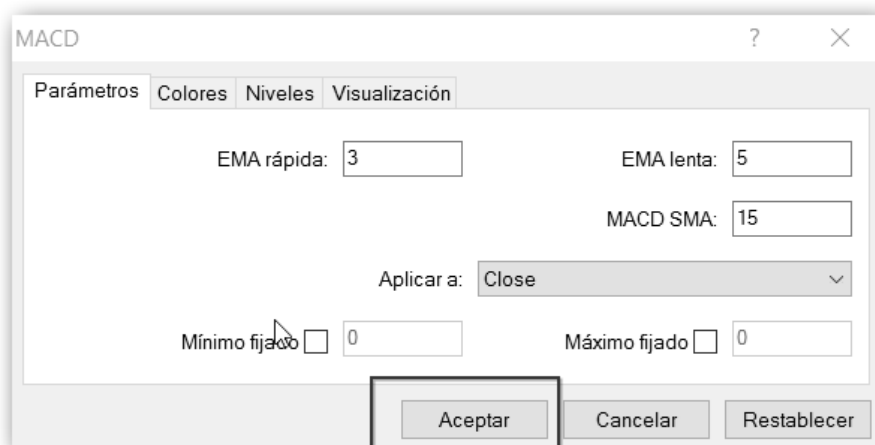 MACD ?
Parámetros Colores Niveles Visualización
EMA rápida: 3 EMA lenta: 5
MACD SMA: 15
Aplicar a: Close
Mínimo fijado 0 Máximo fijado 0
Aceptar Cancelar Restablecer